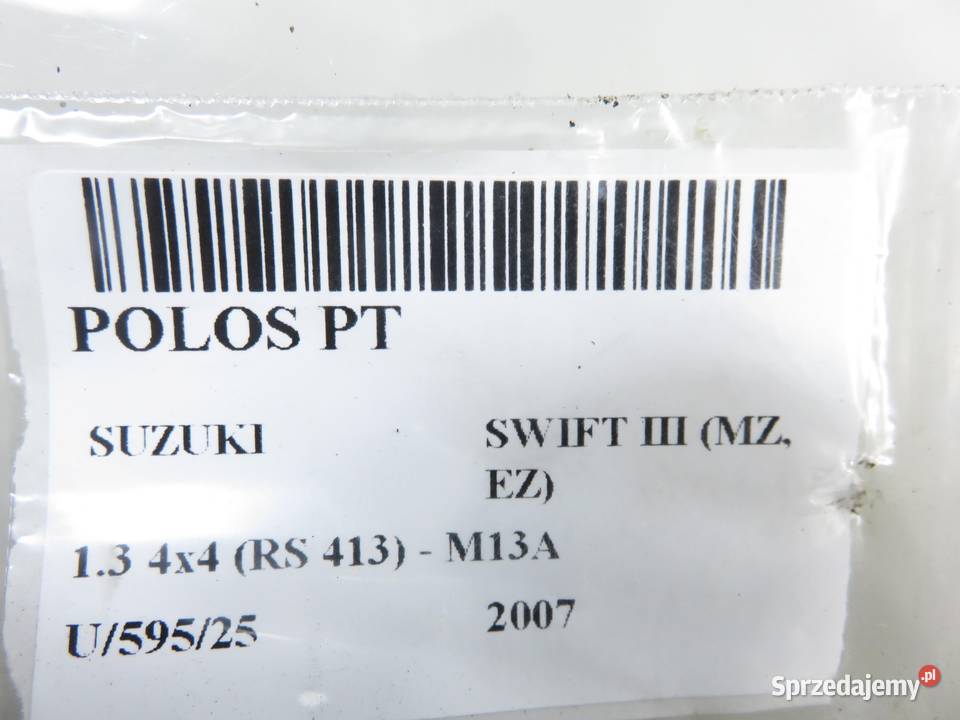 POLOS PT
SUZUKI
SWIFT III (MZ,
EZ)
1.3 4x4 (RS 413) - M13A
U/595/25
2007
Sprzedajemy.pl